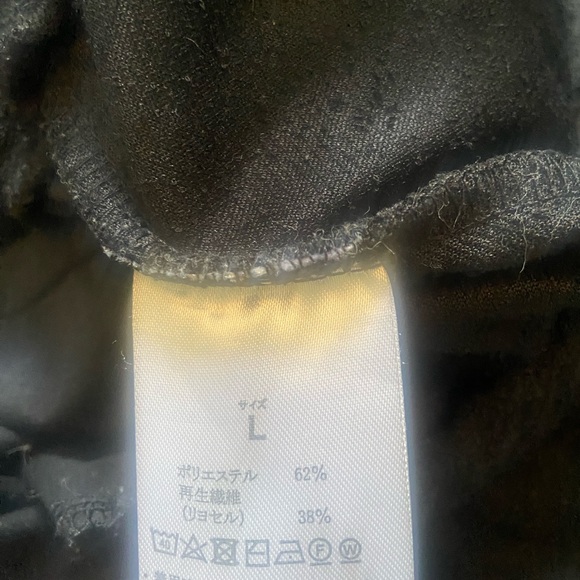 サイズ
L
ポリエステル 62%
再生繊維
(リヨセル) 38%
40 F W